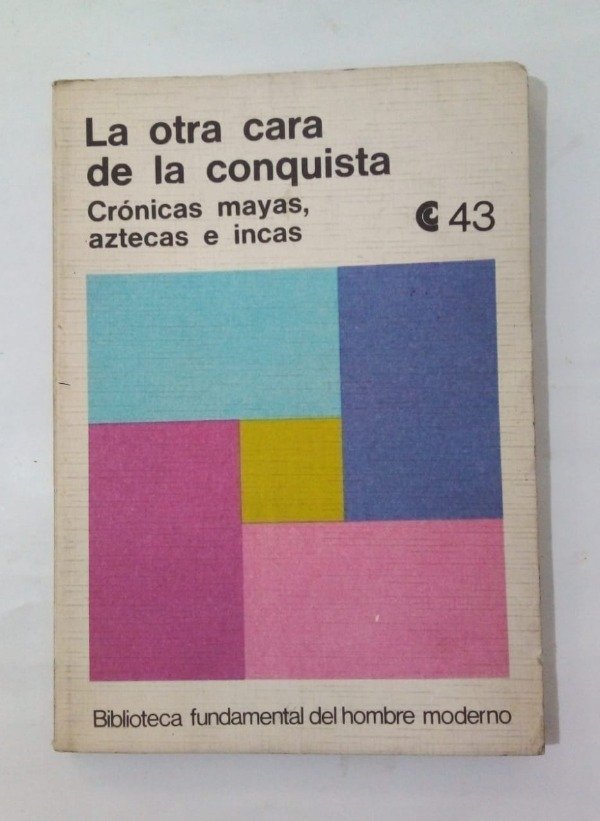 La otra cara
de la conquista
Crónicas mayas,
aztecas e incas
43
Biblioteca fundamental del hombre moderno